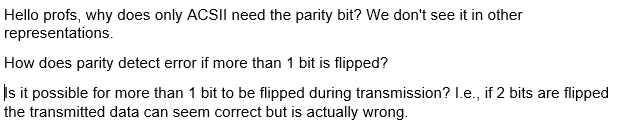 Hello profs, why does only ACSII need the parity bit? We don't see it in other
representations.
How does parity detect error if more than 1 bit is flipped?
Is it possible for more than 1 bit to be flipped during transmission? I.e., if 2 bits are flipped
the transmitted data can seem correct but is actually wrong.